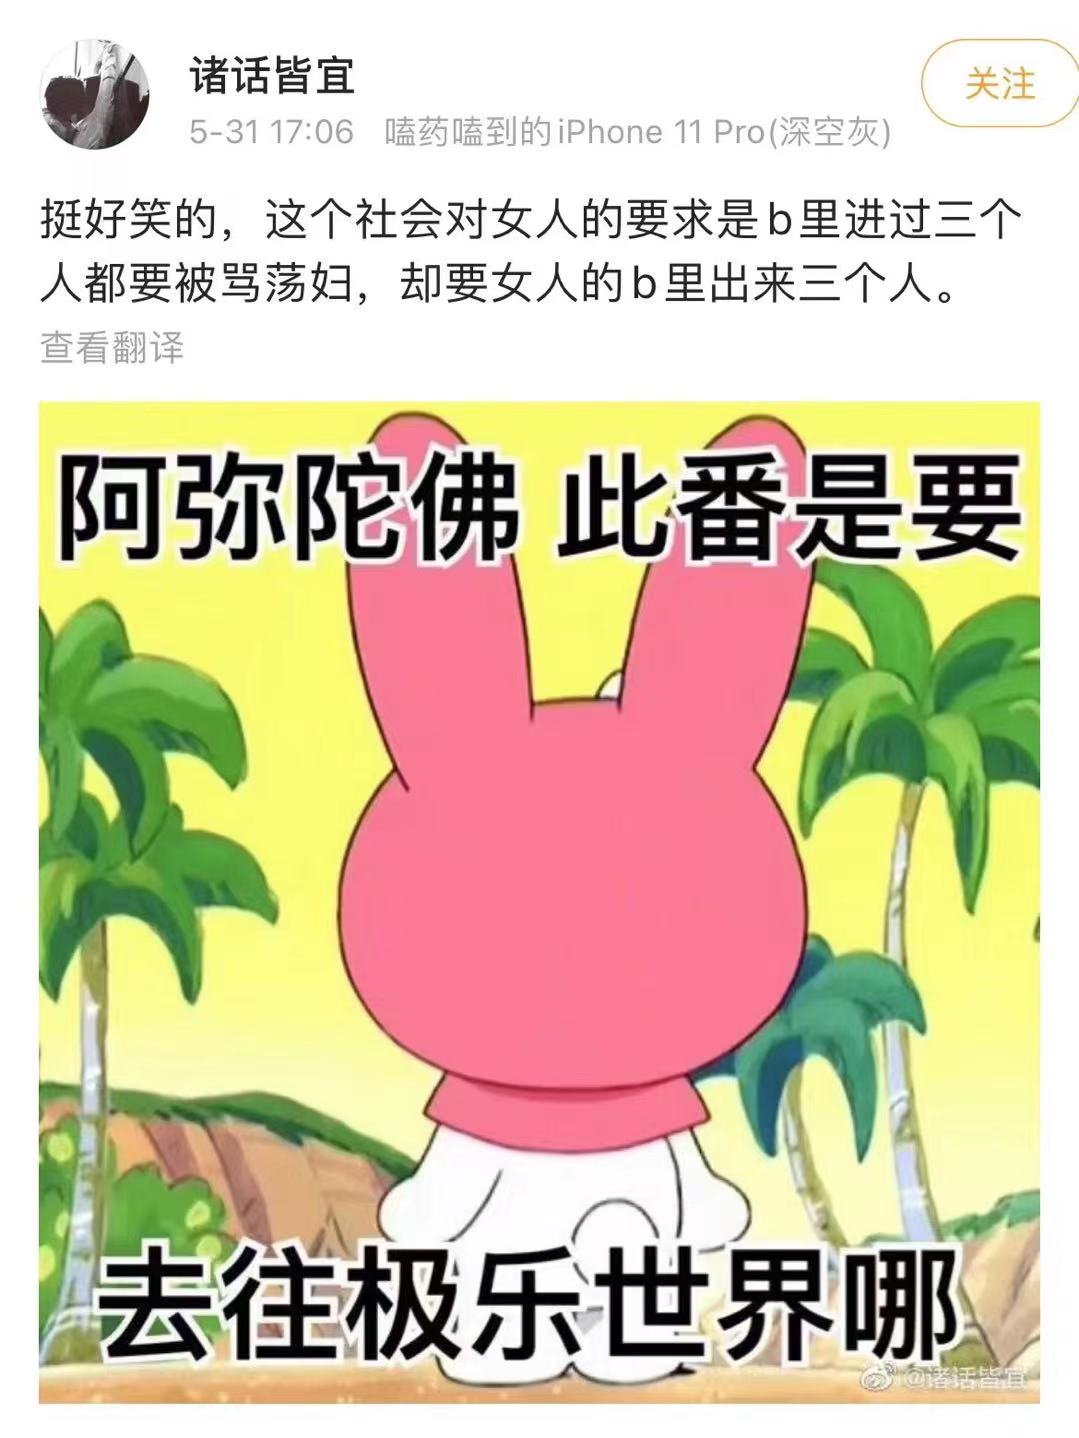 诸话皆宜
关注
5-31 17:06 嗑药嗑到的iPhone 11 Pro(深空灰)
挺好笑的，这个社会对女人的要求是b里进过三个
人都要被骂荡妇，却要女人的b里出来三个人。
查看翻译
阿弥陀佛 此番是要
去往极乐世界哪
@诸话皆宜